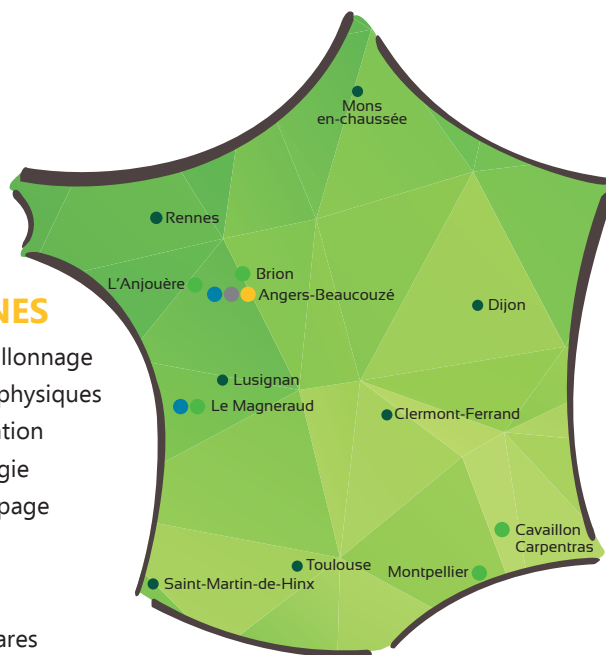 Mons
en-chaussée
Rennes
Brion
L'Anjouère
Angers-Beaucouzé
Dijon
Lusignan
Le Magneraud
Clermont-Ferrand
Cavaillon
Carpentras
Toulouse
Montpellier
Saint-Martin-de-Hinx
NES
llonnage
physiques
tion
gie
page
ares